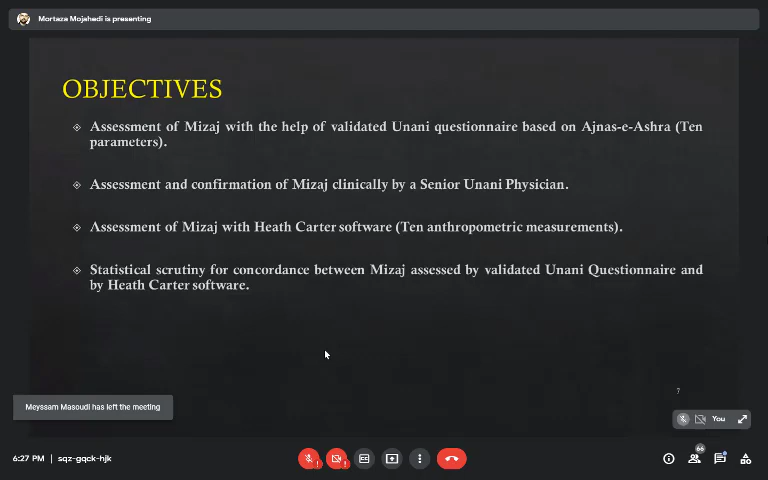 Mortaza Mojahedi is presenting
OBJECTIVES
Assessment of Mizaj with the help of validated Unani questionnaire based on Ajnas-e-Ashra (Ten
parameters).
Assessment and confirmation of Mizaj clinically by a Senior Unani Physician.
Assessment of Mizaj with Heath Carter software (Ten anthropometric measurements).
Statistical scrutiny for concordance between Mizaj assessed by validated Unani Questionnaire and
by Heath Carter software.
7
Meyssam Masoudi has left the meeting
You
66
6:27 PM | sqz-gqck-hjk